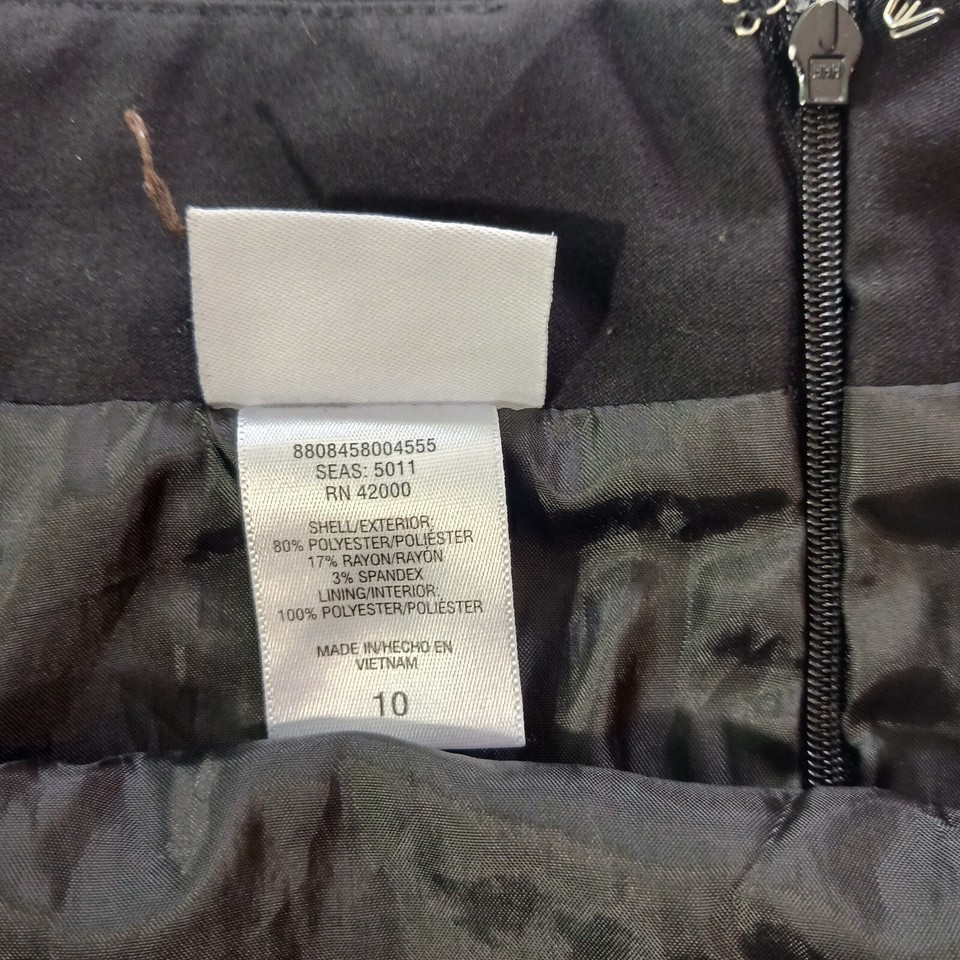 8808458004555
SEAS: 5011
RN 42000
SHELL/EXTERIOR:
80% POLYESTER/POLIÉSTER
17% RAYON/RAYÓN
3% SPANDEX
LINING/INTERIOR:
100% POLYESTER/POLIÉSTER
MADE IN/HECHO EN
VIETNAM
10